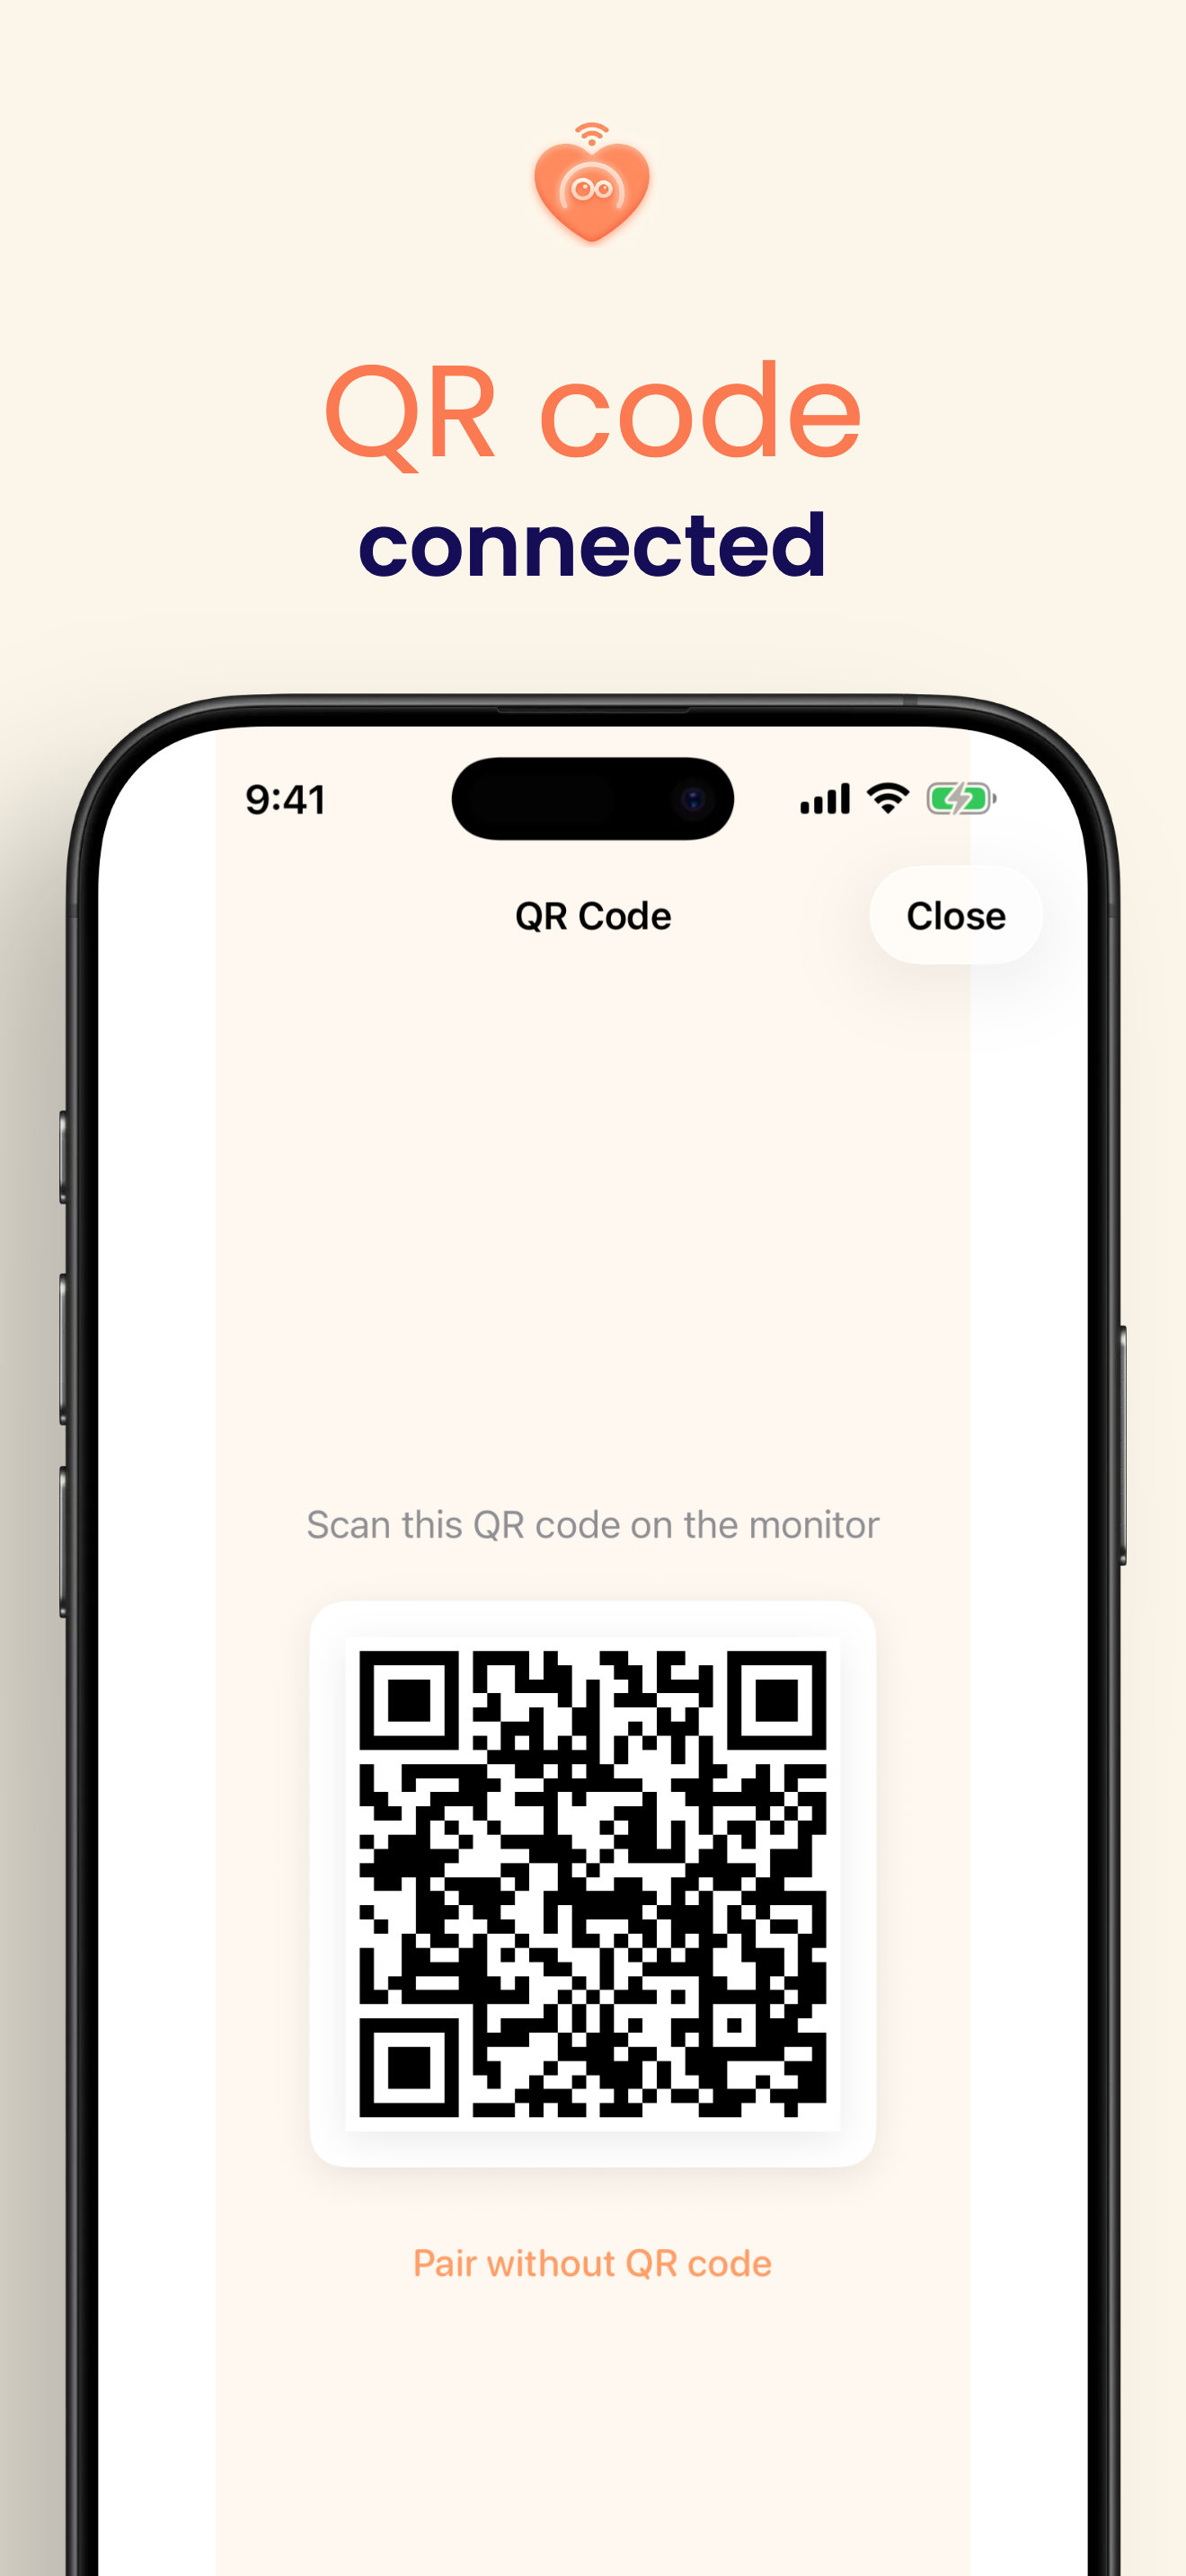 QR code
connected
9:41
QR Code
Close
Scan this QR code on the monitor
Pair without QR code